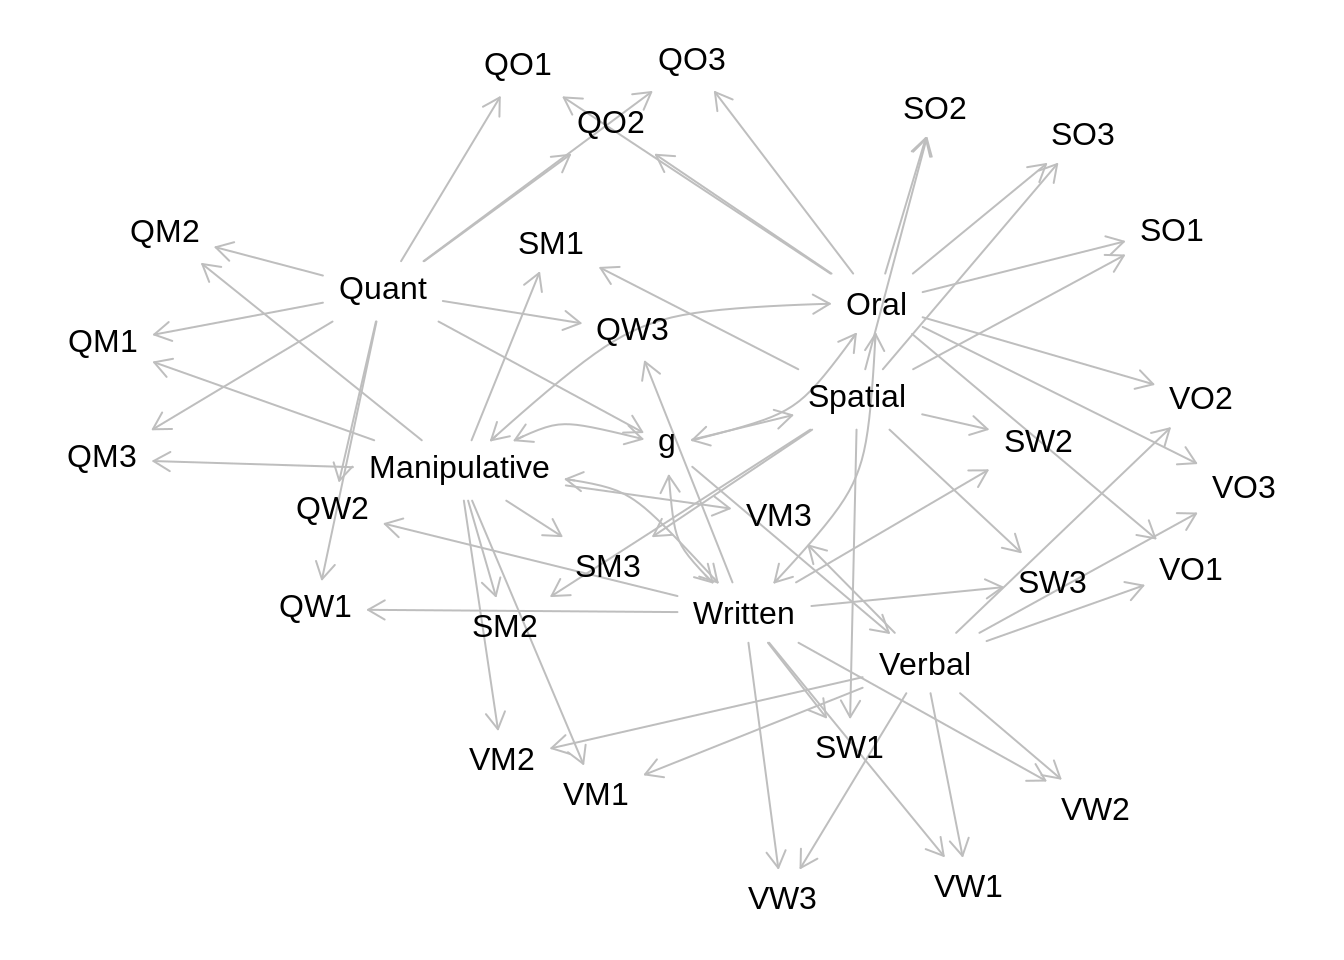 QO3
QO1
SO2
QO2
SO3
SO1
QM2
SM1
Quant
Oral
QW3
QM1
Spatial
VO2
g
SW2
QM3
Manipulative
VO3
QW2
VM3
SM3
VO1
SW3
QW1
Written
SM2
Verbal
SW1
VM2
VM1
VW2
VW1
VW3